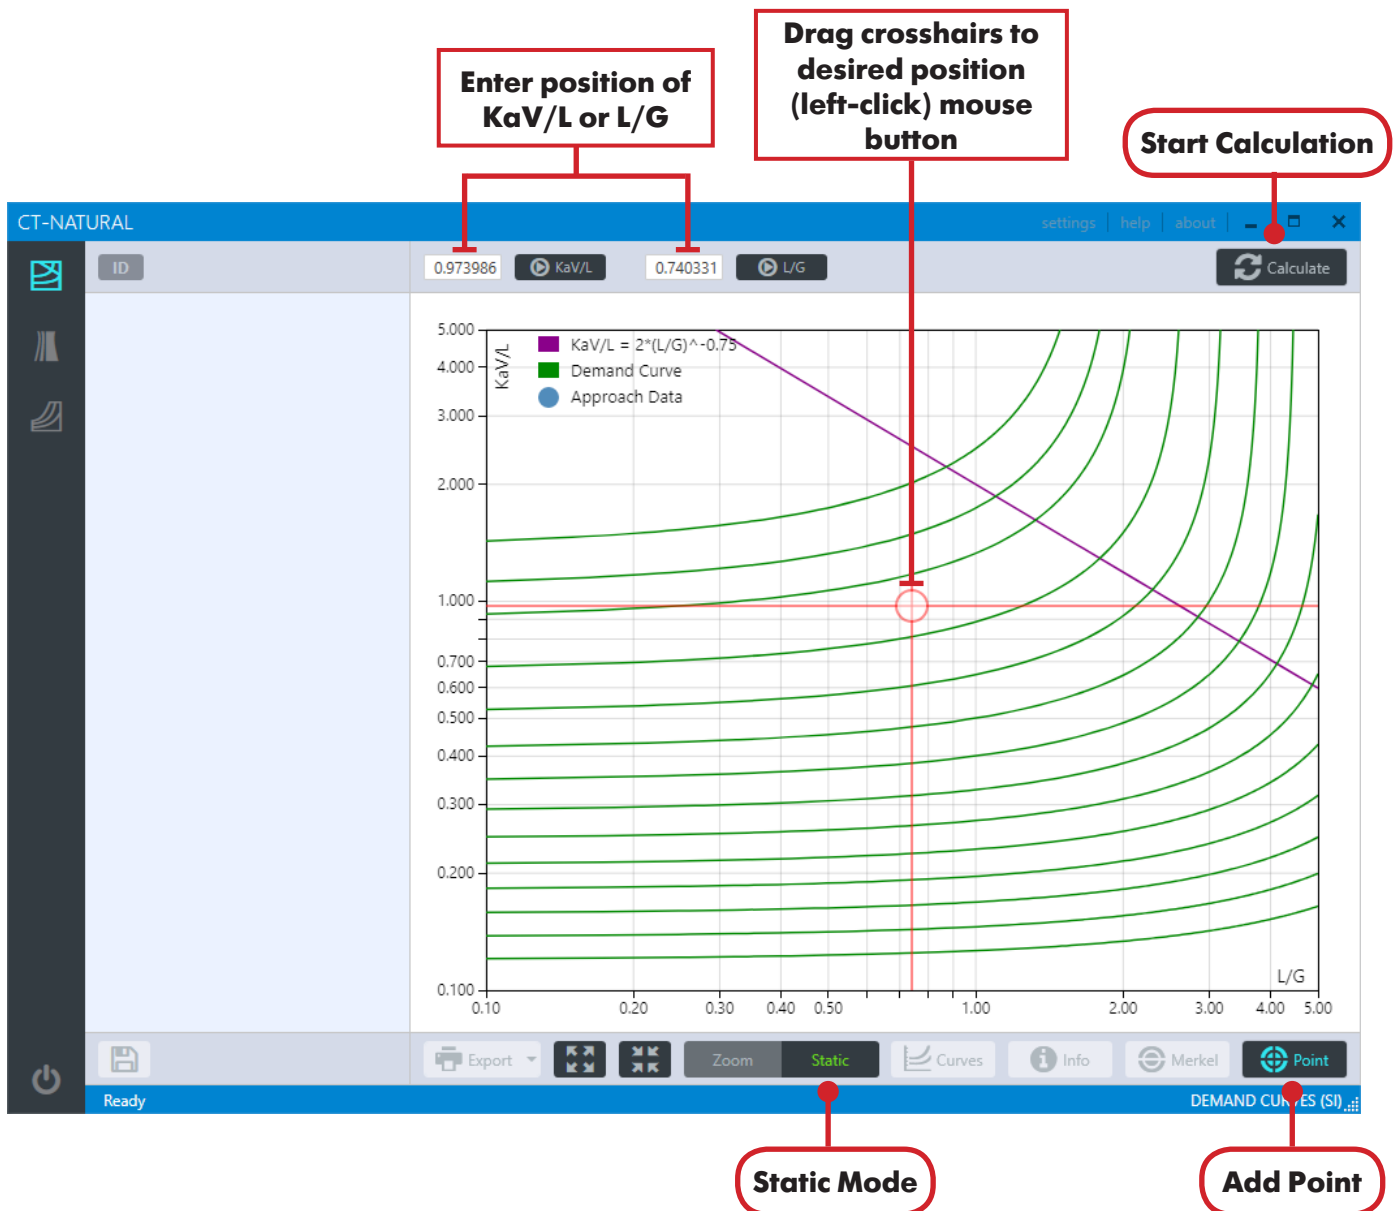 Drag crosshairs to
desired position
(left-click) mouse
button
Enter position of
KaV/L or L/G
Start Calculation
CT-NATURAL
settings
help
about
ID
0.973986
KaV/L
0.740331
L/G
Calculate
KaV/L
KaV/L = 2*(L/G)^-0.75
Demand Curve
Approach Data
5.000
4.000
3.000
2.000
1.000
0.700
0.600
0.500
0.400
0.300
0.200
0.100
L/G
0.10 0.20 0.30 0.40 0.50 1.00 2.00 3.00 4.00 5.00
Export
Zoom
Static
Curves
Info
Merkel
Point
Ready
DEMAND CURVES (SI)
Static Mode
Add Point